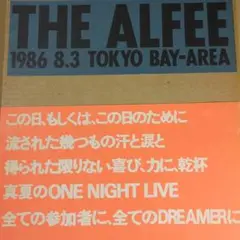 THE ALFEE
1986 8.3 TOKYO BAY-AREA
この日、もしくは、この日のために
流された幾つもの汗と涙と
得られた限りない喜び、力に、乾杯
真夏のONE NIGHT LIVE
全ての参加者に、全てのDREAMERに